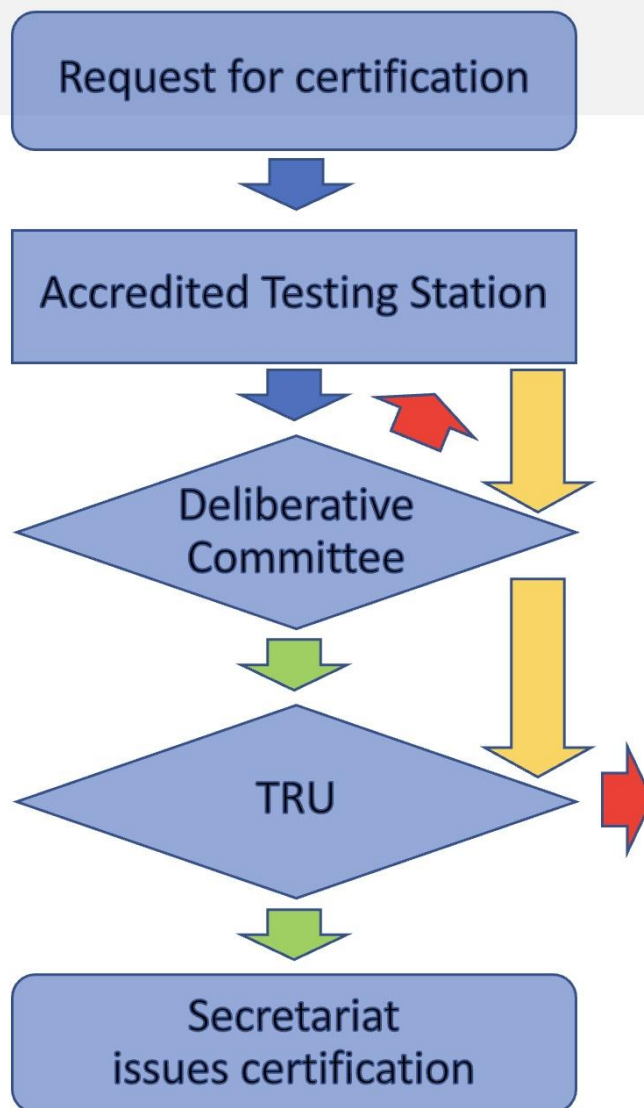 Request for certification
Accredited Testing Station
Deliberative
Committee
TRU
Secretariat
issues certification